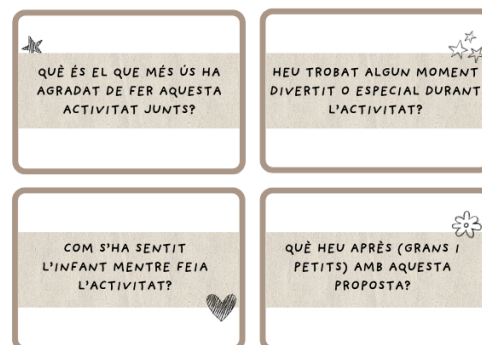 QUÈ ÉS EL QUE MÉS ÚS HA
AGRADAT DE FER AQUESTA
ACTIVITAT JUNTS?
HEU TROBAT ALGUN MOMENT
DIVERTIT O ESPECIAL DURANT
L'ACTIVITAT?
COM S'HA SENTIT
L'INFANT MENTRE FEIA
L'ACTIVITAT?
QUÈ HEU APRÈS (GRANS I
PETITS) AMB AQUESTA
PROPOSTA?